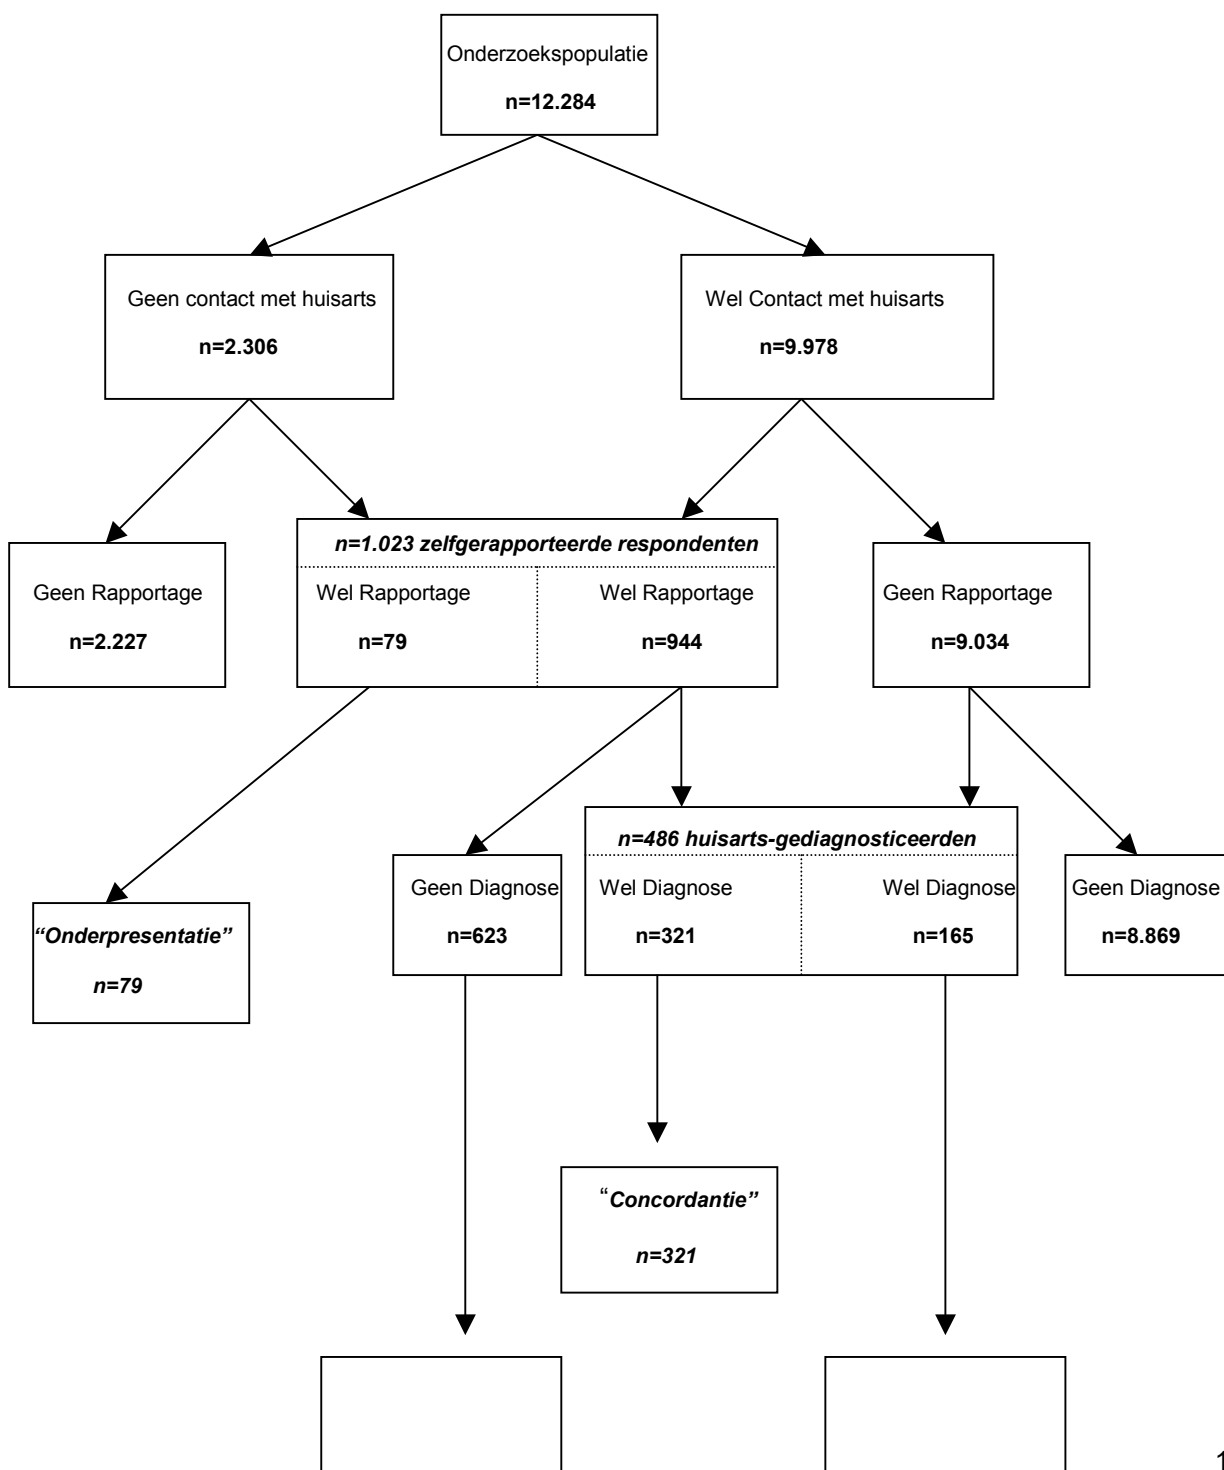 Onderzoekspopulatie
n=12.284
Geen contact met huisarts
n=2.306
Wel Contact met huisarts
n=9.978
n=1.023 zelfgerapporteerde respondenten
Geen Rapportage
n=2.227
Wel Rapportage
n=79
Wel Rapportage
n=944
Geen Rapportage
n=9.034
n=486 huisarts-gediagnosticeerden
Geen Diagnose
n=623
Wel Diagnose
n=321
Wel Diagnose
n=165
Geen Diagnose
n=8.869
“Onderpresentatie”
n=79
“Concordantie”
n=321
1